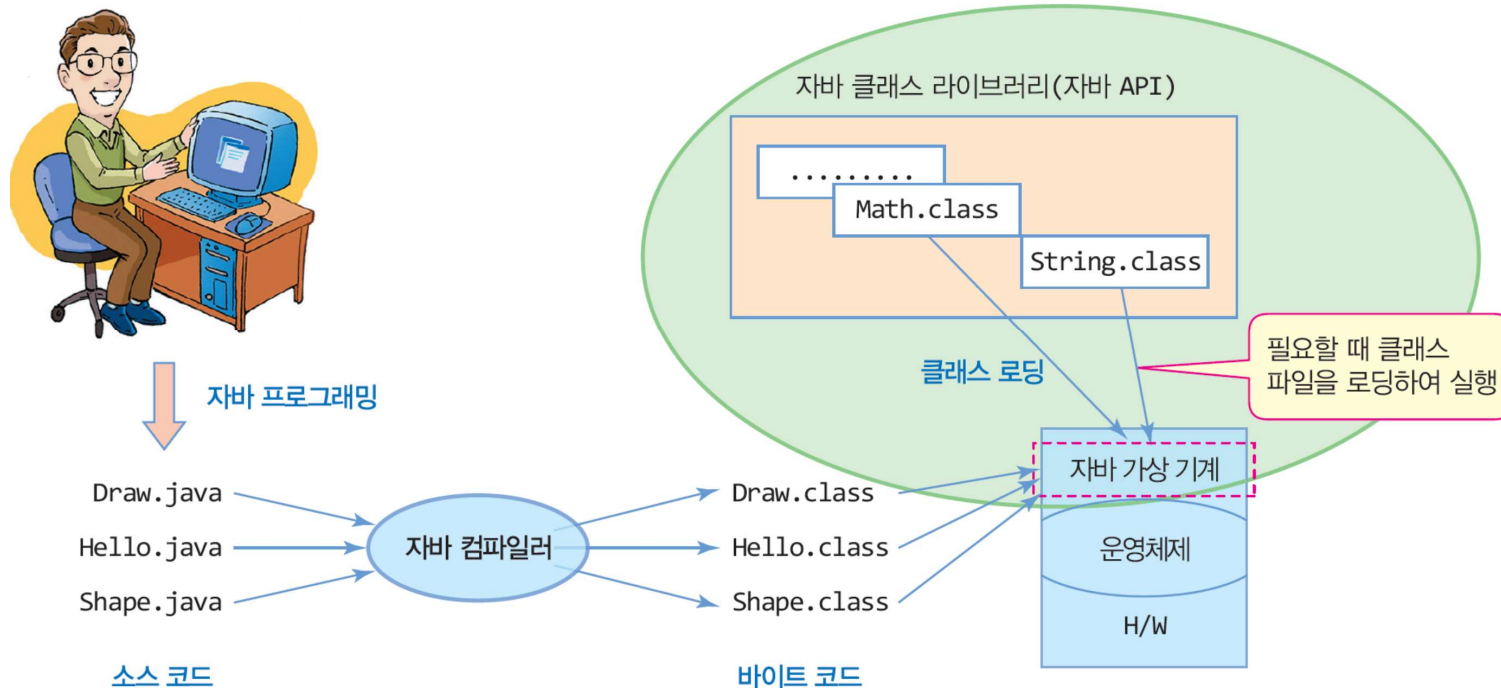 자바 클래스 라이브러리(자바 API)
.........
Math.class
String.class
클래스 로딩
필요할 때 클래스
파일을 로딩하여 실행
자바 프로그래밍
Draw.java
Hello.java
Shape.java
자바 컴파일러
Draw.class
Hello.class
Shape.class
자바 가상 기계
운영체제
H/W
소스 코드
바이트 코드